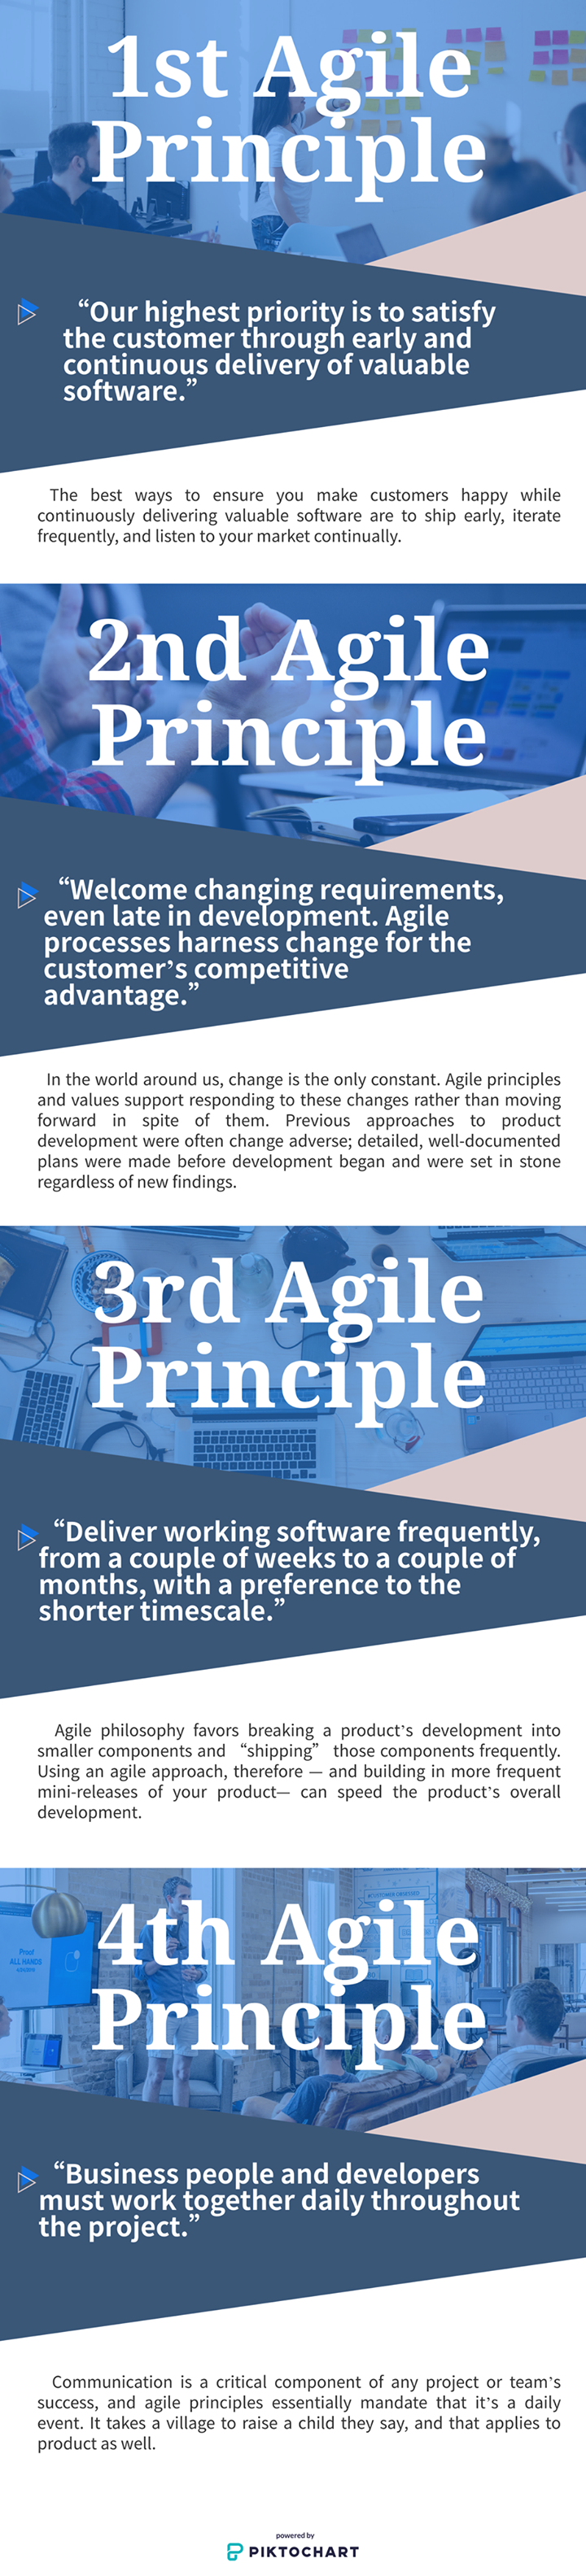 1st Agile
Principle
“Our highest priority is to satisfy
the customer through early and
continuous delivery of valuable
software.”
The best ways to ensure you make customers happy while
continuously delivering valuable software are to ship early, iterate
frequently, and listen to your market continually.
2nd Agile
Principle
“Welcome changing requirements,
even late in development. Agile
processes harness change for the
customer’s competitive
advantage.”
In the world around us, change is the only constant. Agile principles
and values support responding to these changes rather than moving
forward in spite of them. Previous approaches to product
development were often change adverse; detailed, well-documented
plans were made before development began and were set in stone
regardless of new findings.
3rd Agile
Principle
“Deliver working software frequently,
from a couple of weeks to a couple of
months, with a preference to the
shorter timescale.”
Agile philosophy favors breaking a product’s development into
smaller components and “shipping” those components frequently.
Using an agile approach, therefore — and building in more frequent
mini-releases of your product— can speed the product’s overall
development.
4th Agile
Principle
Proof
ALL HANDS
“Business people and developers
must work together daily throughout
the project.”
Communication is a critical component of any project or team’s
success, and agile principles essentially mandate that it’s a daily
event. It takes a village to raise a child they say, and that applies to
product as well.
powered by
PIKTOCHART